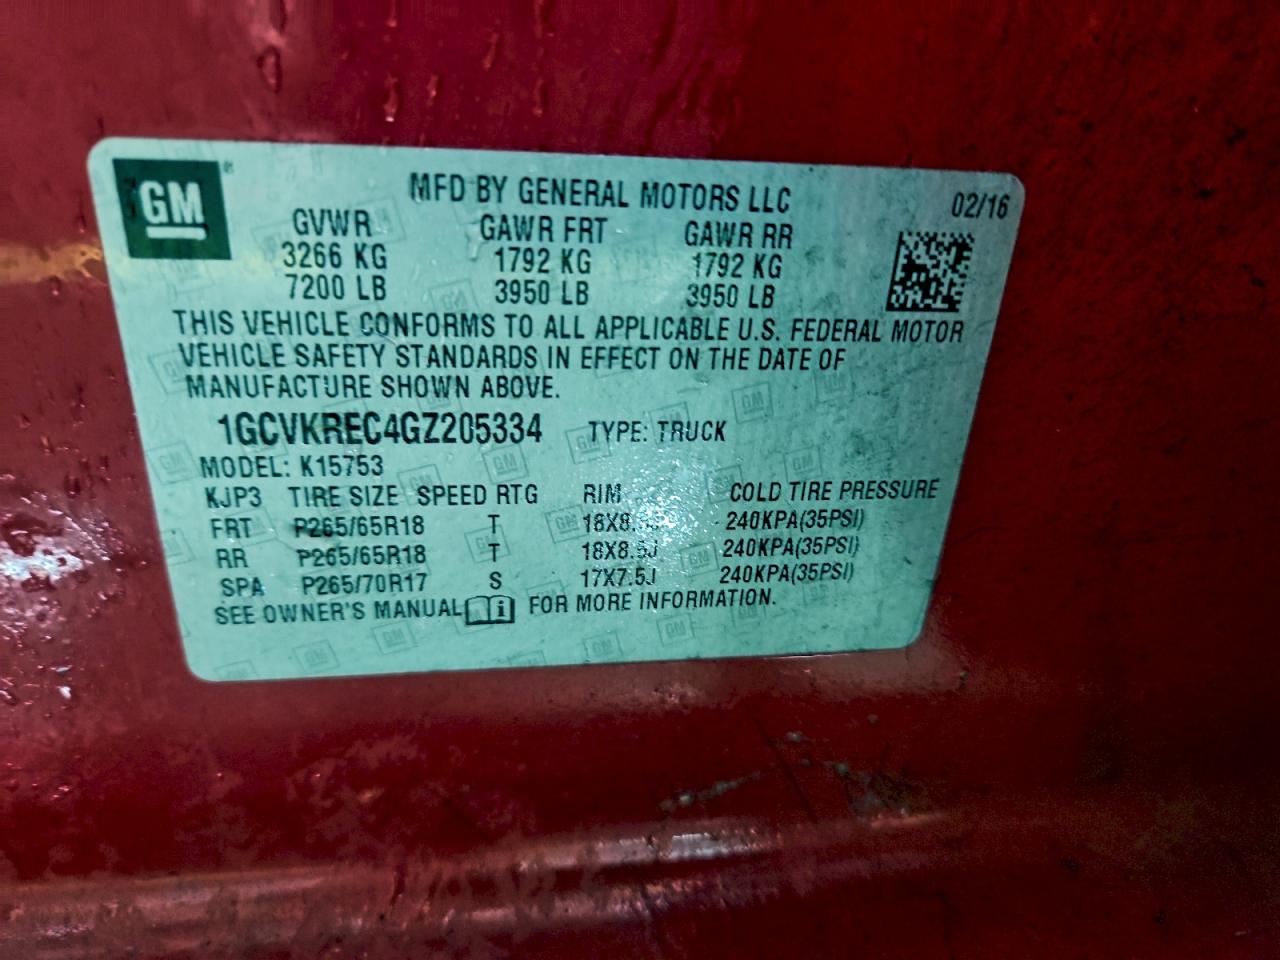 GM
MFD BY GENERAL MOTORS LLC 02/16
GVWR GAWR FRT GAWR RR
3266 KG 1792 KG 1792 KG
7200 LB 3950 LB 3950 LB
THIS VEHICLE CONFORMS TO ALL APPLICABLE U.S. FEDERAL MOTOR
VEHICLE SAFETY STANDARDS IN EFFECT ON THE DATE OF
MANUFACTURE SHOWN ABOVE.
1GCVKREC4GZ205334 TYPE: TRUCK
MODEL: K15753
KJP3 TIRE SIZE SPEED RTG RIM COLD TIRE PRESSURE
FRT P265/65R18 T 240KPA(35PSI)
RR P265/65R18 T 18X8.5J 240KPA(35PSI)
SPA P265/70R17 S 17X7.5J 240KPA(35PSI)
SEE OWNER'S MANUAL FOR MORE INFORMATION.